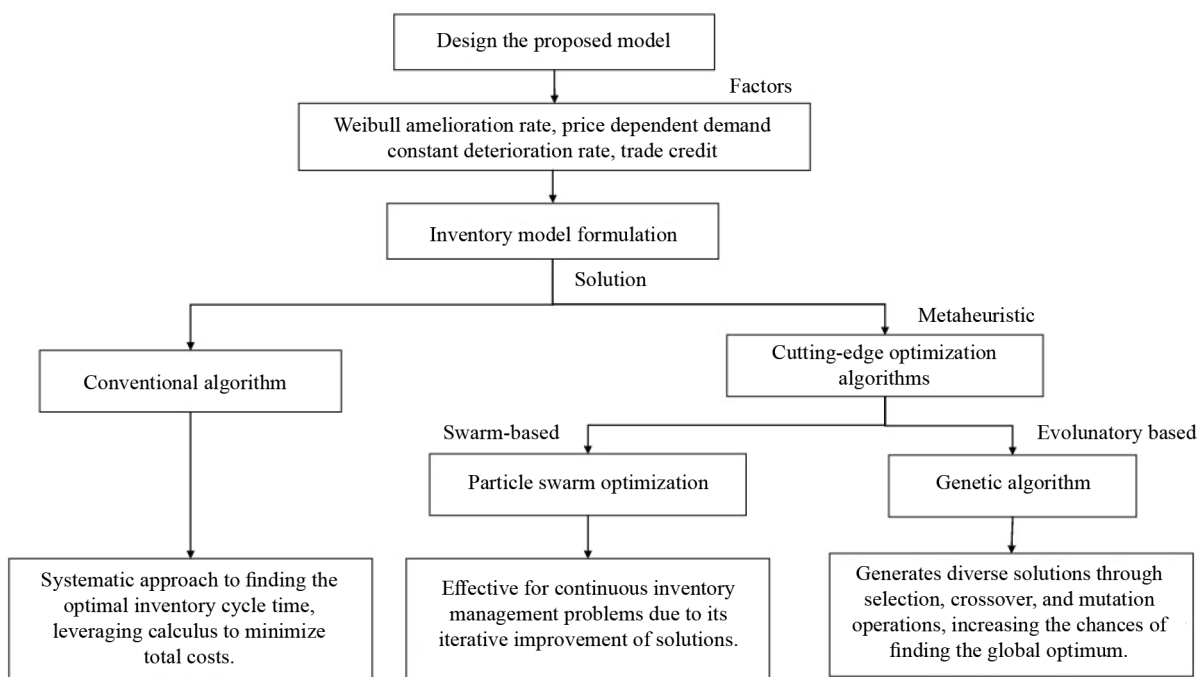 Design the proposed model
Factors
Weibull amelioration rate, price dependent demand
constant deterioration rate, trade credit
Inventory model formulation
Solution
Metaheuristic
Conventional algorithm
Cutting-edge optimization
algorithms
Swarm-based
Evolunatory based
Particle swarm optimization
Genetic algorithm
Systematic approach to finding the
optimal inventory cycle time,
leveraging calculus to minimize
total costs.
Effective for continuous inventory
management problems due to its
iterative improvement of solutions.
Generates diverse solutions through
selection, crossover, and mutation
operations, increasing the chances of
finding the global optimum.